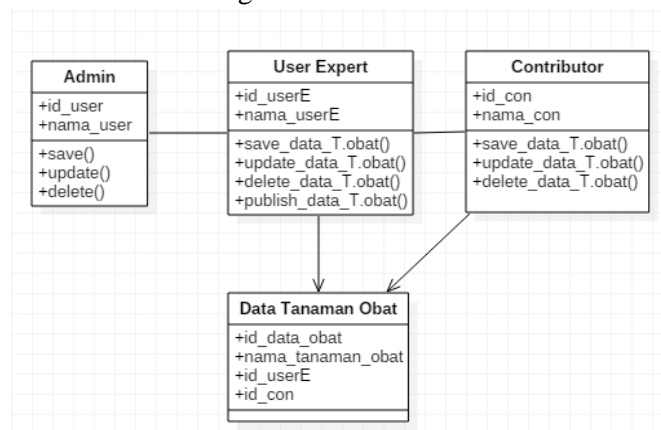 Admin
+id_user
+nama_user
+save()
+update()
+delete()
User Expert
+id_userE
+nama_userE
+save_data_T.obat()
+update_data_T.obat()
+delete_data_T.obat()
+publish_data_T.obat()
Contributor
+id_con
+nama_con
+save_data_T.obat()
+update_data_T.obat()
+delete_data_T.obat()
Data Tanaman Obat
+id_data_obat
+nama_tanaman_obat
+id_userE
+id_con